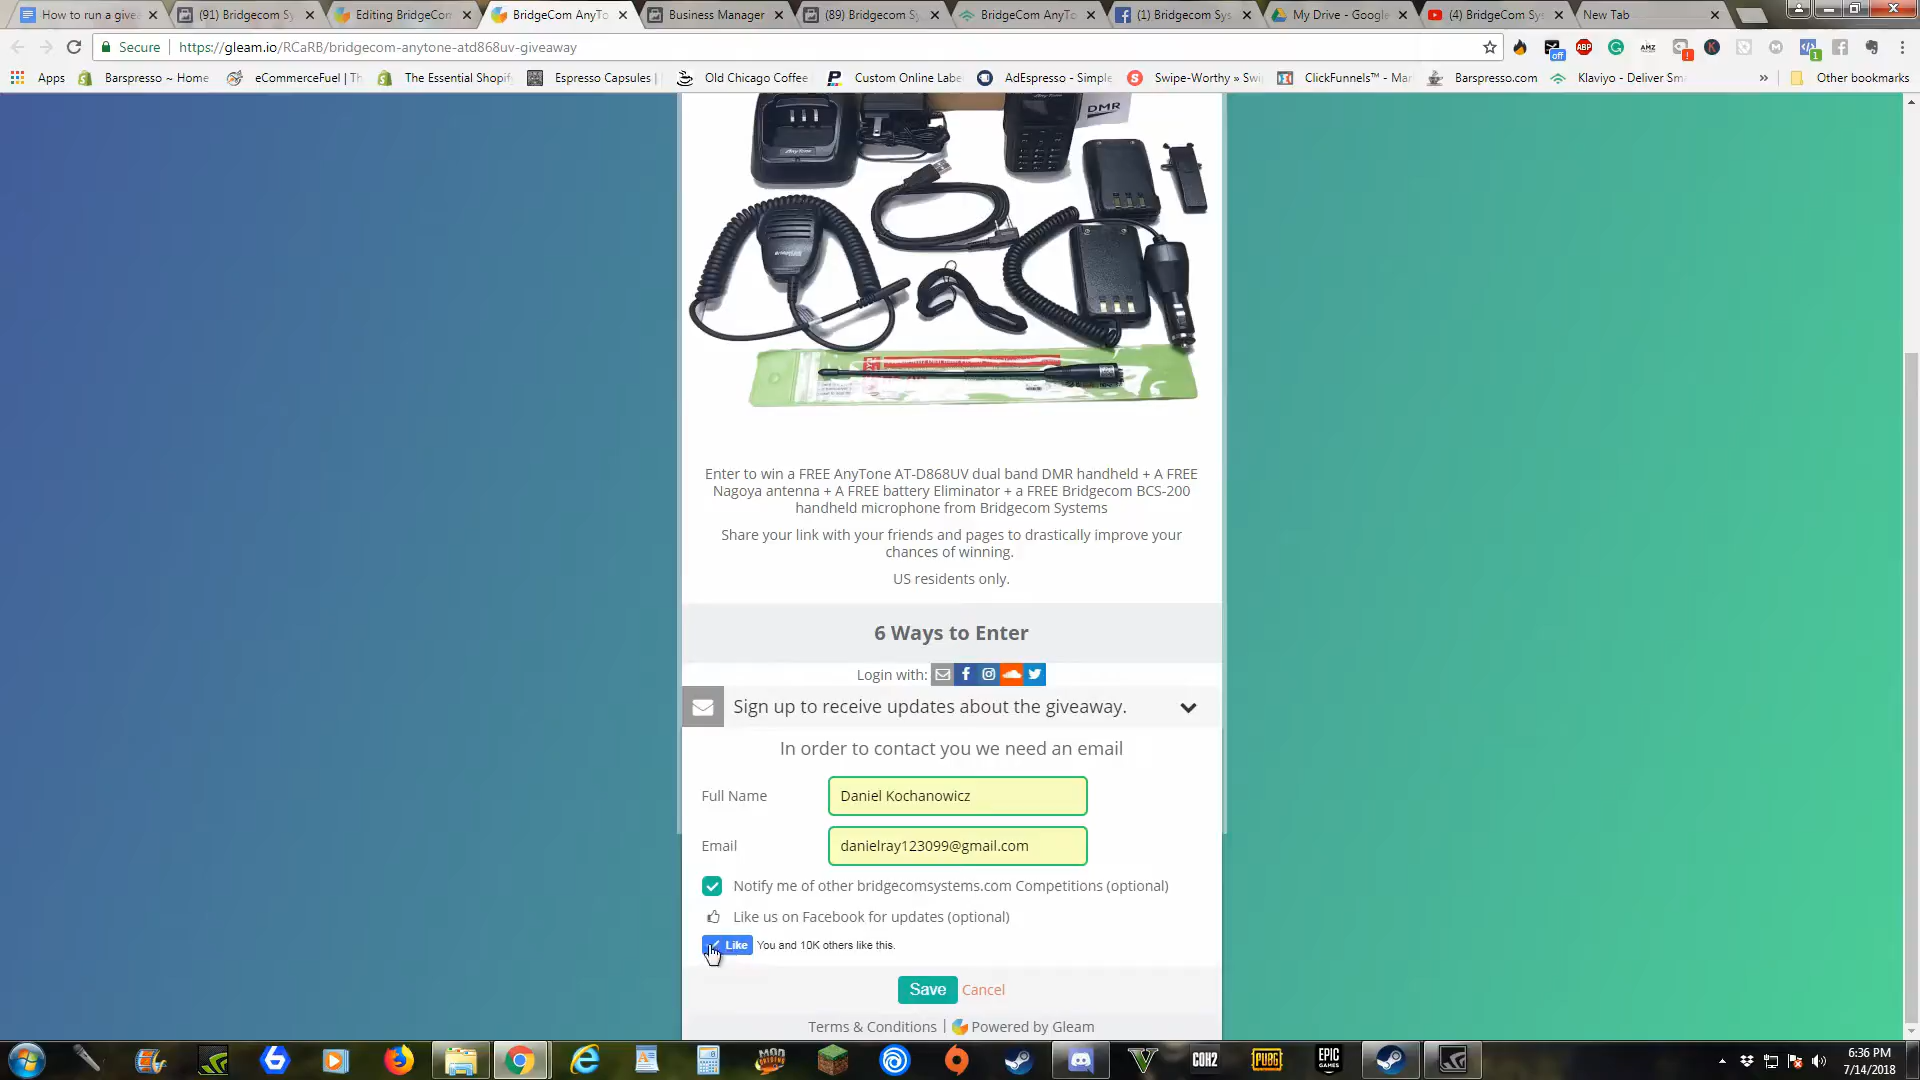 How to run a givea
(91) Bridgecom Sy
Editing BridgeCom
BridgeCom AnyTo
Business Manager
(89) Bridgecom Sy
BridgeCom AnyTo
(1) Bridgecom Sys
My Drive - Google
(4) BridgeCom Sys
New Tab
Secure
https://gleam.io/RCaRB/bridgecom-anytone-atd868uv-giveaway
off
ABP
AMZ
1
Apps
Barspresso ~ Home
eCommerceFuel | Th
The Essential Shopif
Espresso Capsules |
Old Chicago Coffee
Custom Online Labe
AdEspresso - Simple
Swipe-Worthy » Swi
ClickFunnels™ - Mar
Barspresso.com
Klaviyo - Deliver Sm
»
Other bookmarks
DMR
AnyTone
Enter to win a FREE AnyTone AT-D868UV dual band DMR handheld + A FREE
Nagoya antenna + A FREE battery Eliminator + a FREE Bridgecom BCS-200
handheld microphone from Bridgecom Systems
Share your link with your friends and pages to drastically improve your
chances of winning.
US residents only.
6 Ways to Enter
Login with:
Sign up to receive updates about the giveaway.
In order to contact you we need an email
Full Name
Daniel Kochanowicz
Email
danielray123099@gmail.com
Notify me of other bridgecomsystems.com Competitions (optional)
Like us on Facebook for updates (optional)
Like
You and 10K others like this.
Save
Cancel
Terms & Conditions | Powered by Gleam
MOD
COH2
PUBG
EPIC
GAMES
6:36 PM
7/14/2018